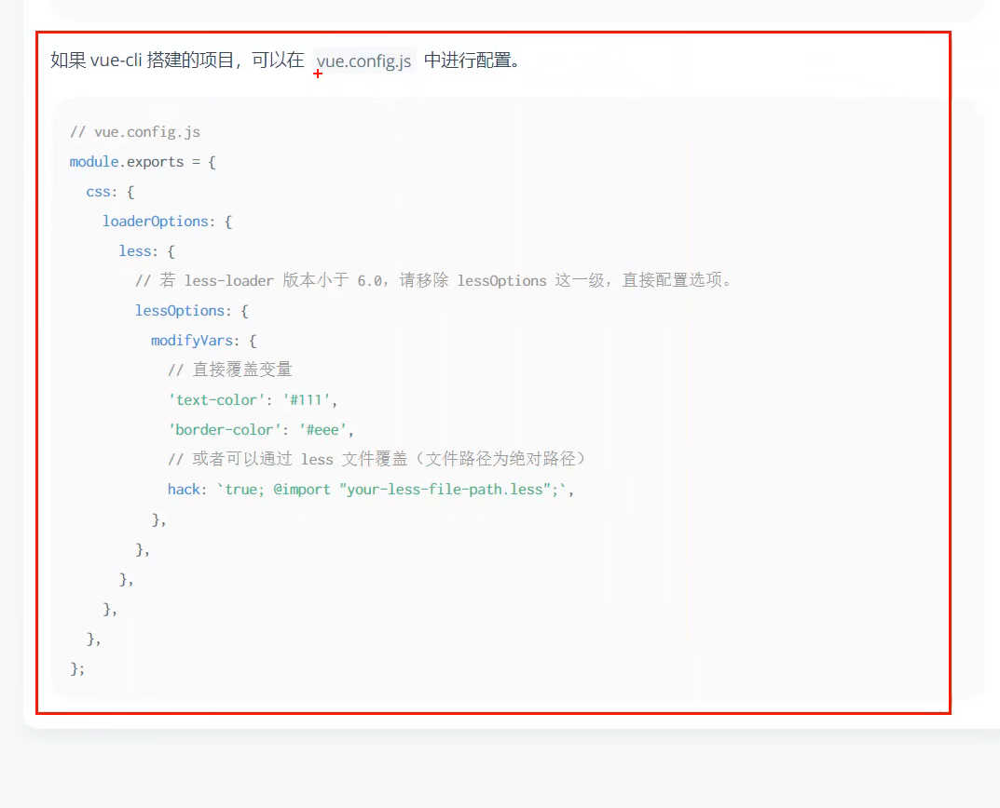 如果 vue-cli 搭建的项目，可以在 vue.config.js 中进行配置。
// vue.config.js
module.exports = {
  css: {
    loaderOptions: {
      less: {
        // 若 less-loader 版本小于 6.0，请移除 lessOptions 这一级，直接配置选项。
        lessOptions: {
          modifyVars: {
            // 直接覆盖变量
            'text-color': '#111',
            'border-color': '#eee',
            // 或者可以通过 less 文件覆盖（文件路径为绝对路径）
            hack: `true; @import "your-less-file-path.less";`,
          },
        },
      },
    },
  },
};